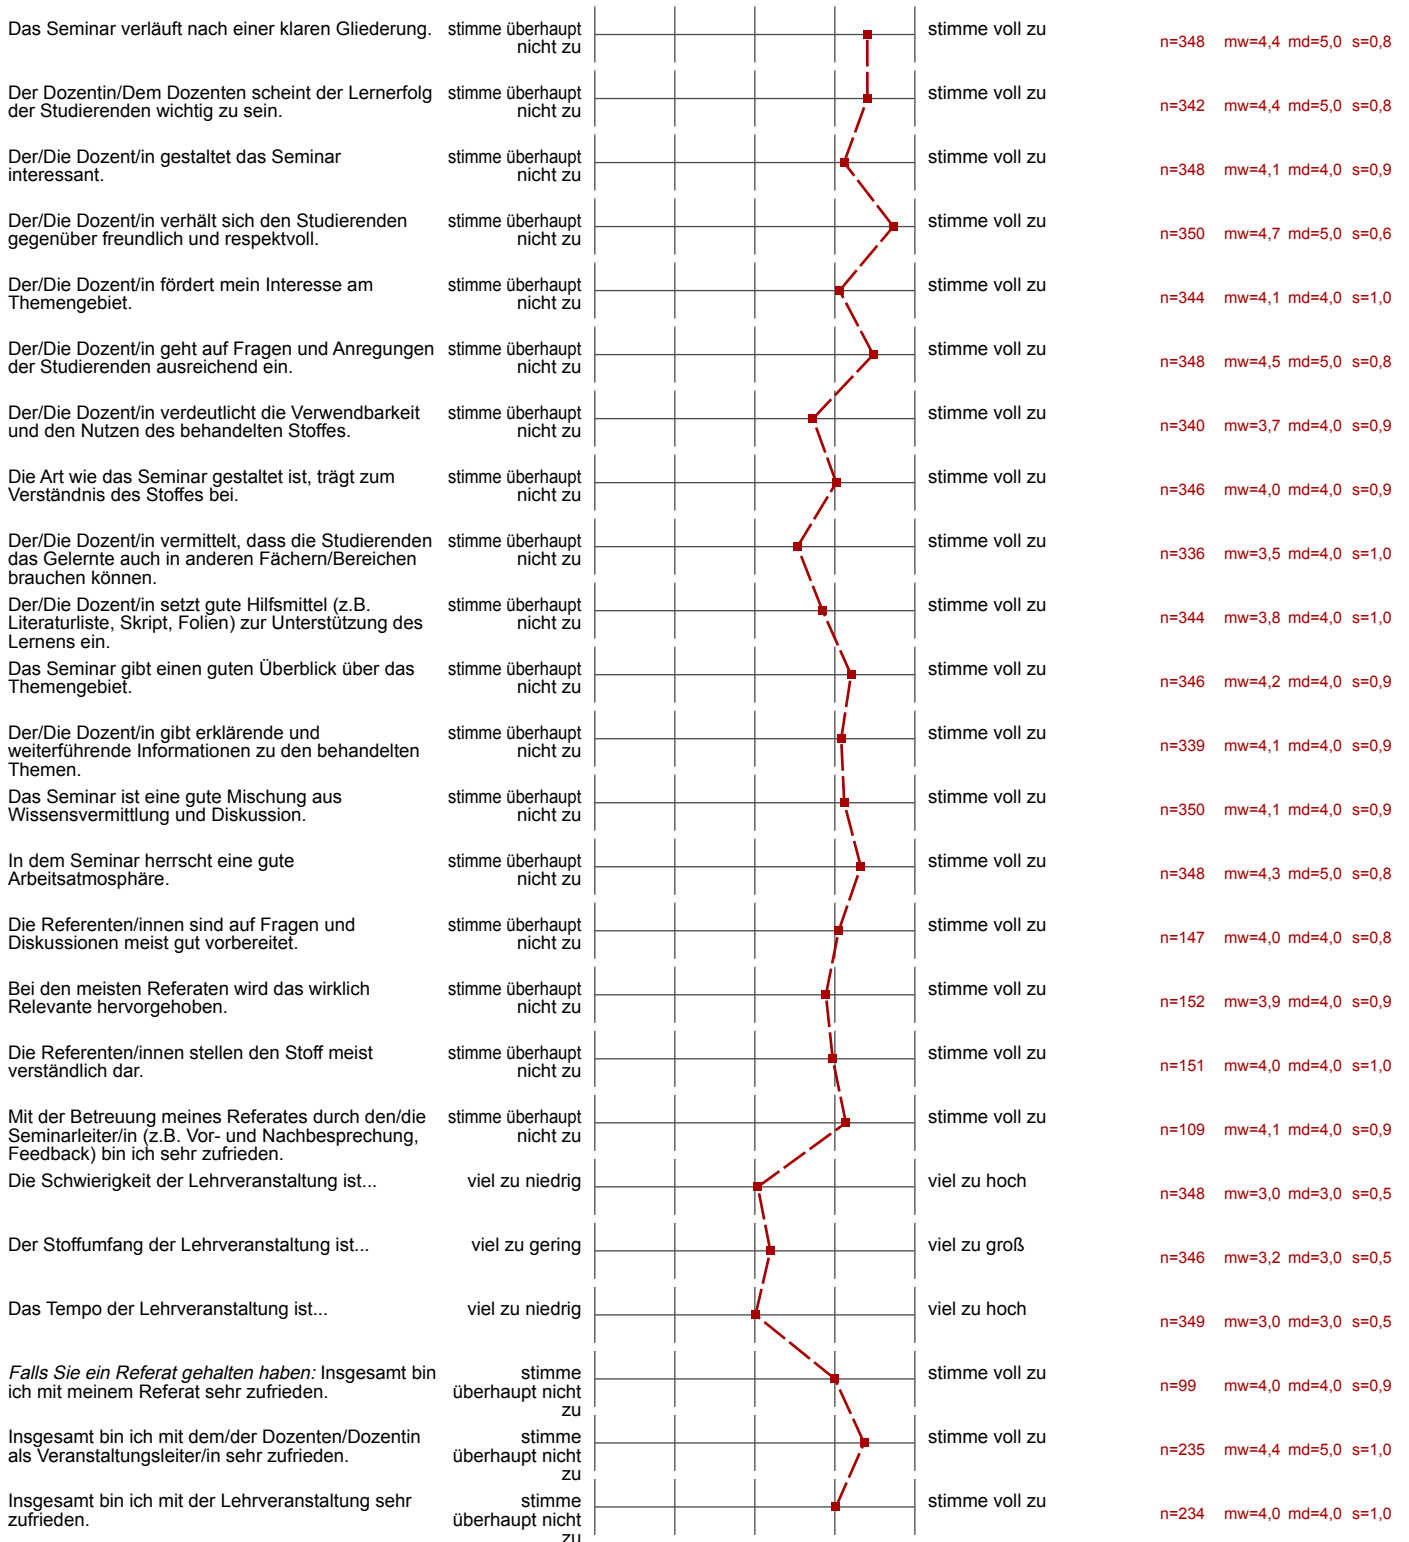 Das Seminar verläuft nach einer klaren Gliederung. stimme überhaupt nicht zu stimme voll zu n=348 mw=4,4 md=5,0 s=0,8
Der Dozentin/Dem Dozenten scheint der Lernerfolg
der Studierenden wichtig zu sein. stimme überhaupt nicht zu stimme voll zu n=342 mw=4,4 md=5,0 s=0,8
Der/Die Dozent/in gestaltet das Seminar
interessant. stimme überhaupt nicht zu stimme voll zu n=348 mw=4,1 md=4,0 s=0,9
Der/Die Dozent/in verhält sich den Studierenden
gegenüber freundlich und respektvoll. stimme überhaupt nicht zu stimme voll zu n=350 mw=4,7 md=5,0 s=0,6
Der/Die Dozent/in fördert mein Interesse am
Themengebiet. stimme überhaupt nicht zu stimme voll zu n=344 mw=4,1 md=4,0 s=1,0
Der/Die Dozent/in geht auf Fragen und Anregungen
der Studierenden ausreichend ein. stimme überhaupt nicht zu stimme voll zu n=348 mw=4,5 md=5,0 s=0,8
Der/Die Dozent/in verdeutlicht die Verwendbarkeit
und den Nutzen des behandelten Stoffes. stimme überhaupt nicht zu stimme voll zu n=340 mw=3,7 md=4,0 s=0,9
Die Art wie das Seminar gestaltet ist, trägt zum
Verständnis des Stoffes bei. stimme überhaupt nicht zu stimme voll zu n=346 mw=4,0 md=4,0 s=0,9
Der/Die Dozent/in vermittelt, dass die Studierenden
das Gelernte auch in anderen Fächern/Bereichen
brauchen können. stimme überhaupt nicht zu stimme voll zu n=336 mw=3,5 md=4,0 s=1,0
Der/Die Dozent/in setzt gute Hilfsmittel (z.B.
Literaturliste, Skript, Folien) zur Unterstützung des
Lernens ein. stimme überhaupt nicht zu stimme voll zu n=344 mw=3,8 md=4,0 s=1,0
Das Seminar gibt einen guten Überblick über das
Themengebiet. stimme überhaupt nicht zu stimme voll zu n=346 mw=4,2 md=4,0 s=0,9
Der/Die Dozent/in gibt erklärende und
weiterführende Informationen zu den behandelten
Themen. stimme überhaupt nicht zu stimme voll zu n=339 mw=4,1 md=4,0 s=0,9
Das Seminar ist eine gute Mischung aus
Wissensvermittlung und Diskussion. stimme überhaupt nicht zu stimme voll zu n=350 mw=4,1 md=4,0 s=0,9
In dem Seminar herrscht eine gute
Arbeitsatmosphäre. stimme überhaupt nicht zu stimme voll zu n=348 mw=4,3 md=5,0 s=0,8
Die Referenten/innen sind auf Fragen und
Diskussionen meist gut vorbereitet. stimme überhaupt nicht zu stimme voll zu n=147 mw=4,0 md=4,0 s=0,8
Bei den meisten Referaten wird das wirklich
Relevante hervorgehoben. stimme überhaupt nicht zu stimme voll zu n=152 mw=3,9 md=4,0 s=0,9
Die Referenten/innen stellen den Stoff meist
verständlich dar. stimme überhaupt nicht zu stimme voll zu n=151 mw=4,0 md=4,0 s=1,0
Mit der Betreuung meines Referates durch den/die
Seminarleiter/in (z.B. Vor- und Nachbesprechung,
Feedback) bin ich sehr zufrieden. stimme überhaupt nicht zu stimme voll zu n=109 mw=4,1 md=4,0 s=0,9
Die Schwierigkeit der Lehrveranstaltung ist... viel zu niedrig viel zu hoch n=348 mw=3,0 md=3,0 s=0,5
Der Stoffumfang der Lehrveranstaltung ist... viel zu gering viel zu groß n=346 mw=3,2 md=3,0 s=0,5
Das Tempo der Lehrveranstaltung ist... viel zu niedrig viel zu hoch n=349 mw=3,0 md=3,0 s=0,5
Falls Sie ein Referat gehalten haben: Insgesamt bin
ich mit meinem Referat sehr zufrieden. stimme überhaupt nicht zu stimme voll zu n=99 mw=4,0 md=4,0 s=0,9
Insgesamt bin ich mit dem/der Dozenten/Dozentin
als Veranstaltungsleiter/in sehr zufrieden. stimme überhaupt nicht zu stimme voll zu n=235 mw=4,4 md=5,0 s=1,0
Insgesamt bin ich mit der Lehrveranstaltung sehr
zufrieden. stimme überhaupt nicht zu stimme voll zu n=234 mw=4,0 md=4,0 s=1,0